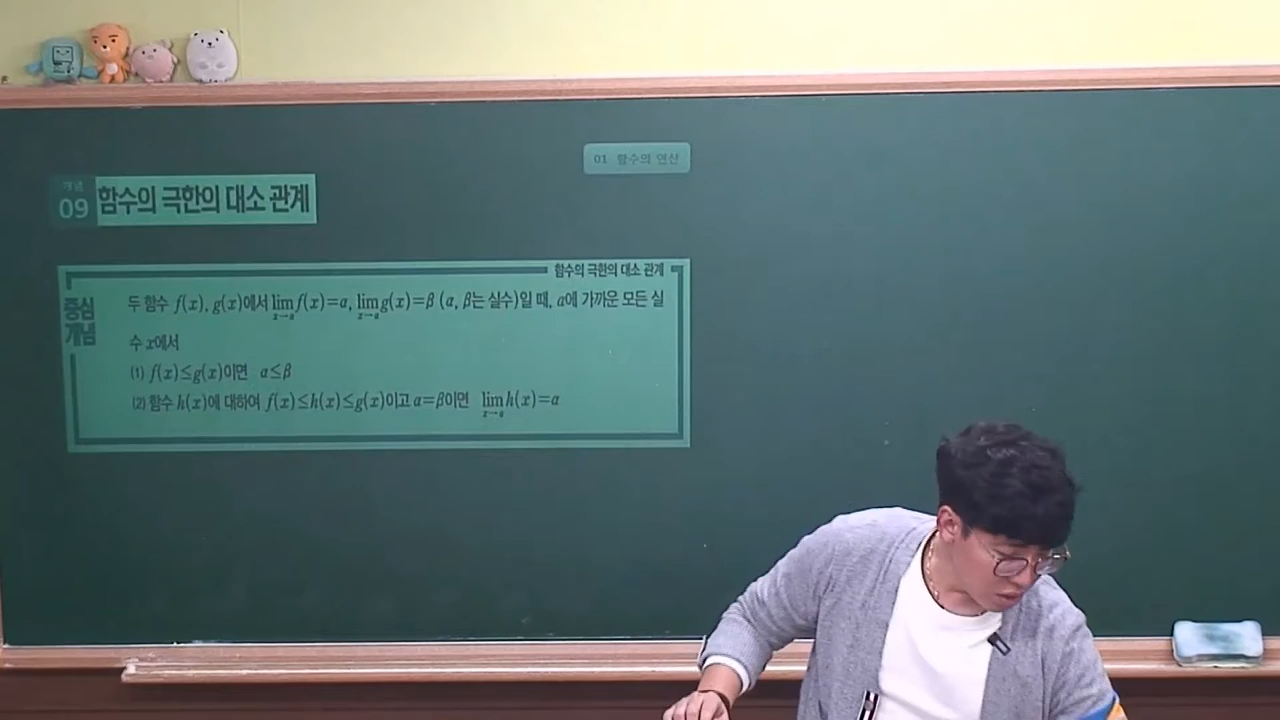 01 함수의 연산
개념
09 함수의 극한의 대소 관계
함수의 극한의 대소 관계
중심
개념
두 함수 f(x), g(x)에서 lim f(x)=α, lim g(x)=β (α, β는 실수)일 때, a에 가까운 모든 실
x→a x→a
수 x에서
⑴ f(x)≤g(x)이면 α≤β
⑵ 함수 h(x)에 대하여 f(x)≤h(x)≤g(x)이고 α=β이면 lim h(x)=α
x→a